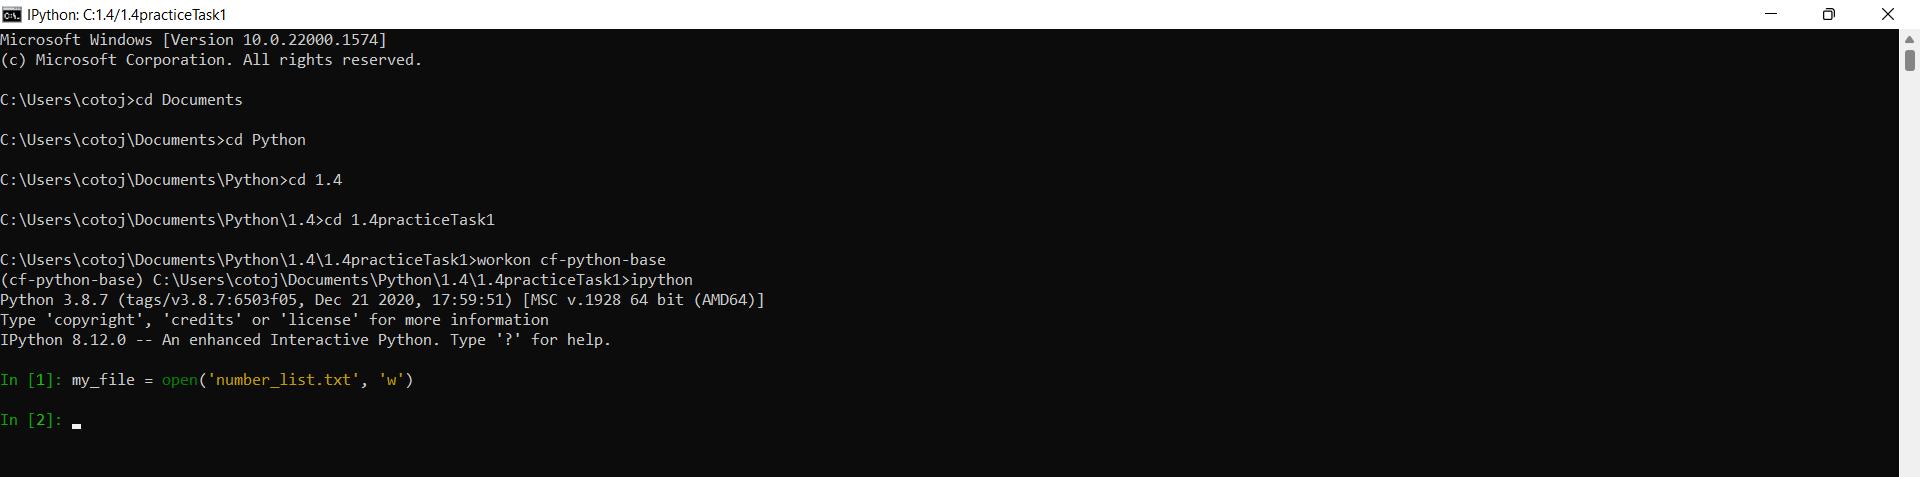 IPython: C:1.4/1.4practiceTask1
Microsoft Windows [Version 10.0.22000.1574]
(c) Microsoft Corporation. All rights reserved.
C:\Users\cotoj>cd Documents
C:\Users\cotoj\Documents>cd Python
C:\Users\cotoj\Documents\Python>cd 1.4
C:\Users\cotoj\Documents\Python\1.4>cd 1.4practiceTask1
C:\Users\cotoj\Documents\Python\1.4\1.4practiceTask1>workon cf-python-base
(cf-python-base) C:\Users\cotoj\Documents\Python\1.4\1.4practiceTask1>ipython
Python 3.8.7 (tags/v3.8.7:6503f05, Dec 21 2020, 17:59:51) [MSC v.1928 64 bit (AMD64)]
Type 'copyright', 'credits' or 'license' for more information
IPython 8.12.0 -- An enhanced Interactive Python. Type '?' for help.
In [1]: my_file = open('number_list.txt', 'w')
In [2]: